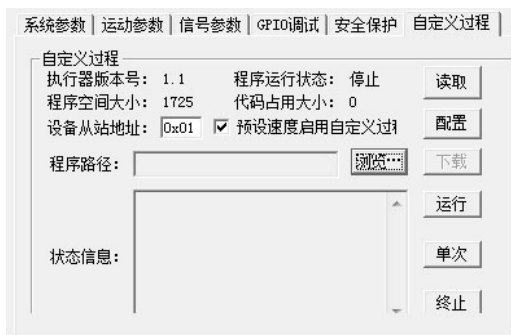 系统参数 运动参数 信号参数 GPIO调试 安全保护 自定义过程
自定义过程
执行器版本号： 1.1 程序运行状态： 停止 读取
程序空间大小： 1725 代码占用大小： 0
设备从站地址： 0x01 预设速度启用自定义过 配置
程序路径： 浏览… 下载
运行
状态信息： 单次
终止